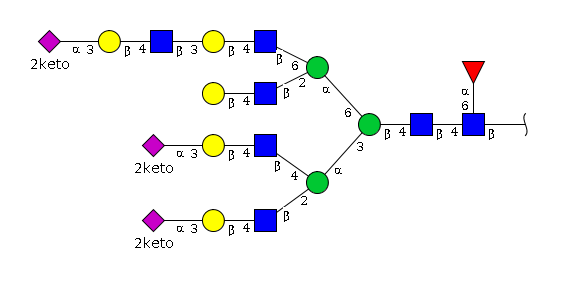 α 3 β 4 β 3 β 4 β 6
2keto
β 4 β 2 α
α
6
6
3 β 4 β 4 β
α 3 β 4 β 4 α
2keto
α 3 β 4 β 2
2keto